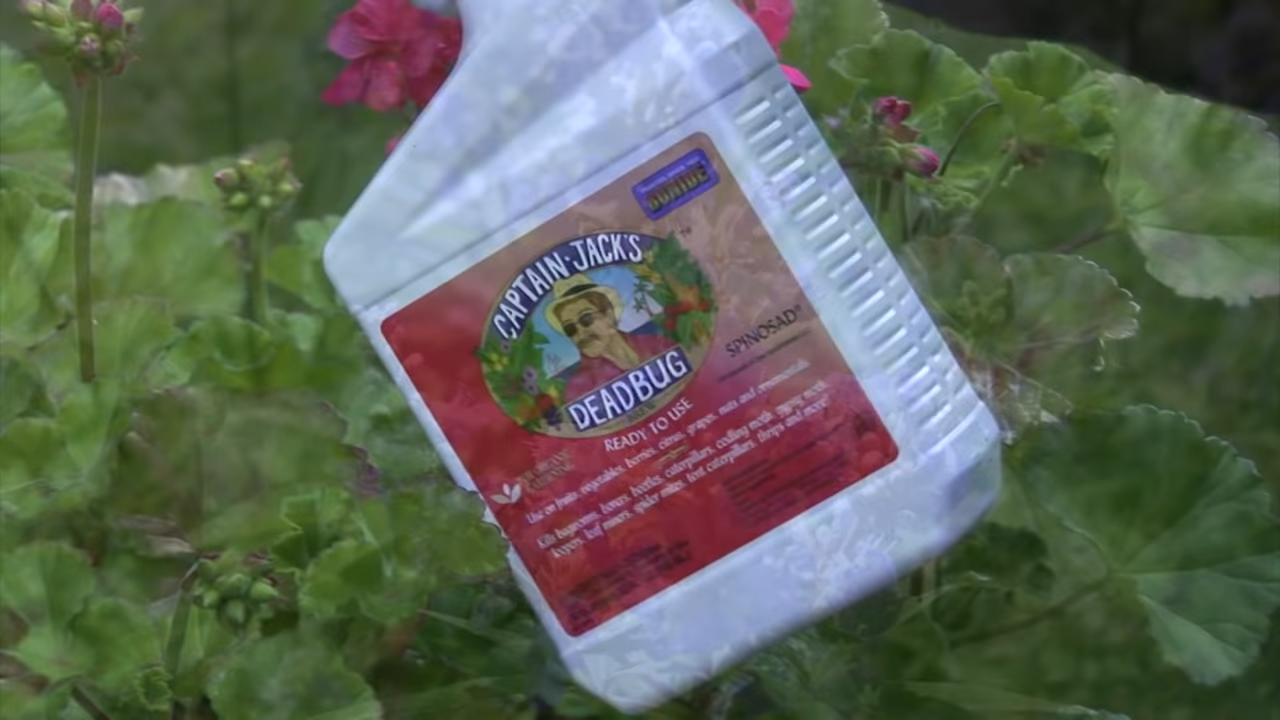 BONIDE
CAPTAIN JACK'S
DEADBUG
BREW
SPINOSAD
READY TO USE
Use on fruits, vegetables, berries, citrus, grapes, nuts and ornamentals
Kills bagworms, borers, beetles, caterpillars, codling moth, gypsy moth,
loopers, leaf miners, spider mites, tent caterpillars, thrips and more!